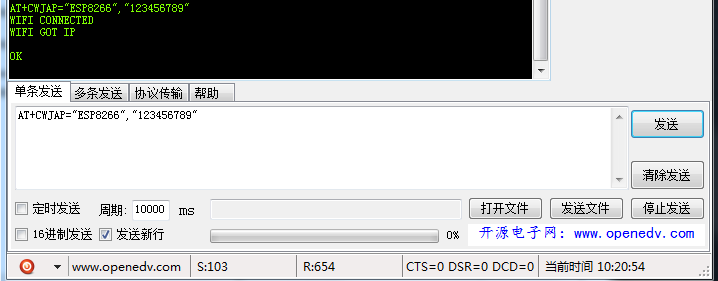 AT+CWJAP="ESP8266","123456789"
WIFI CONNECTED
WIFI GOT IP
OK
单条发送 多条发送 协议传输 帮助
AT+CWJAP="ESP8266","123456789"
发送
清除发送
定时发送 周期: 10000 ms 打开文件 发送文件 停止发送
16进制发送 发送新行 0% 开源电子网: www.openedv.com
www.openedv.com S:103 R:654 CTS=0 DSR=0 DCD=0 当前时间 10:20:54